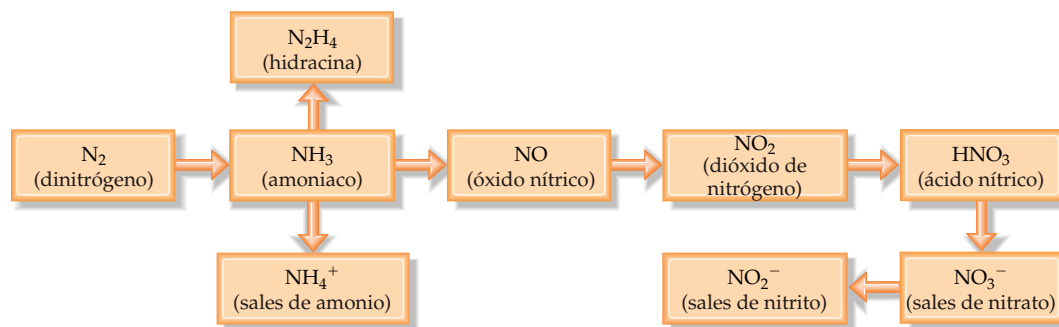 N₂H₄
(hidracina)
N₂
(dinitrógeno)
NH₃
(amoniaco)
NO
(óxido nítrico)
NO₂
(dióxido de
nitrógeno)
HNO₃
(ácido nítrico)
NH₄⁺
(sales de amonio)
NO₂⁻
(sales de nitrito)
NO₃⁻
(sales de nitrato)